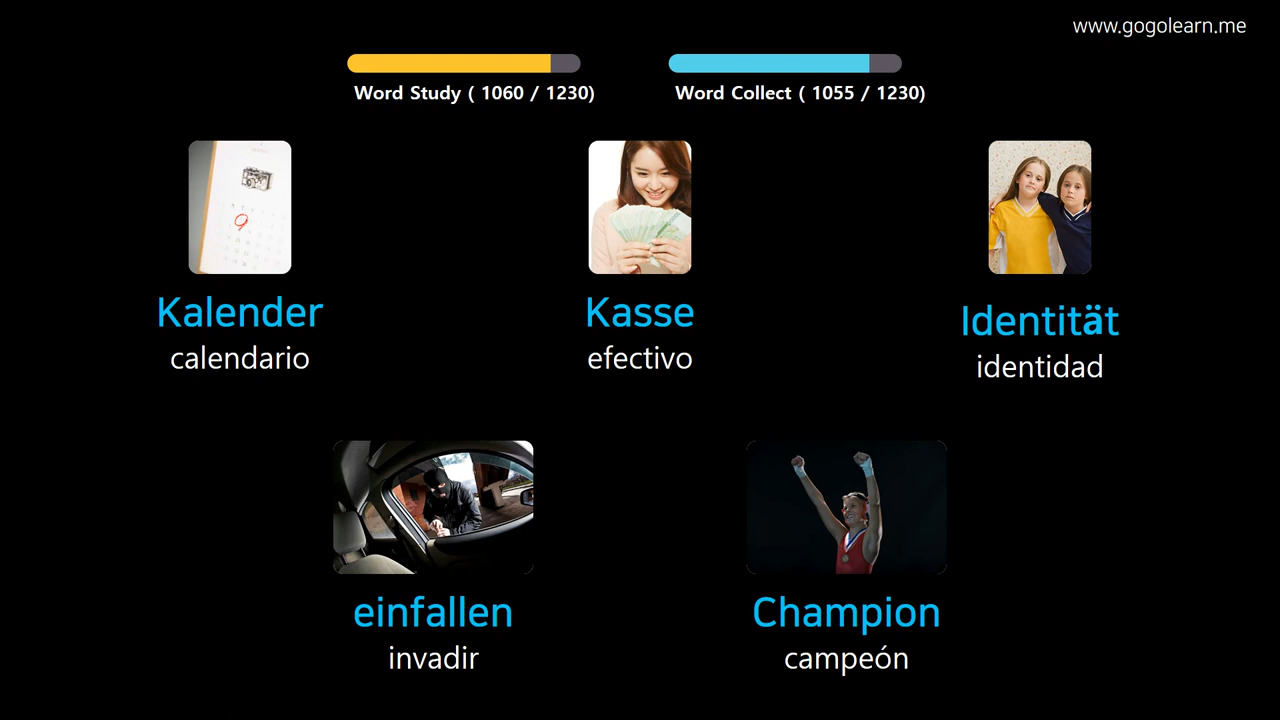 www.gogolearn.me
Word Study ( 1060 / 1230)
Word Collect ( 1055 / 1230)
Kalender
calendario
Kasse
efectivo
Identität
identidad
einfallen
invadir
Champion
campeón